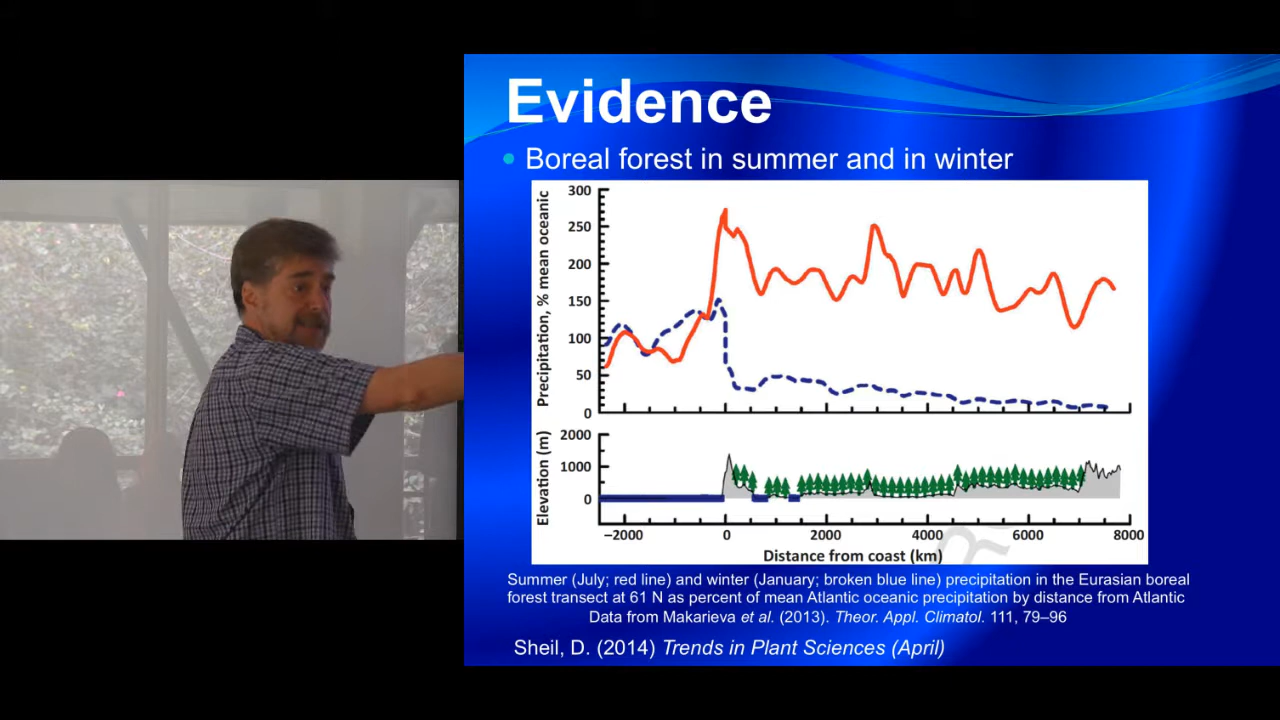 Evidence
• Boreal forest in summer and in winter
Precipitation, % mean oceanic
300
250
200
150
100
50
0
Elevation (m)
2000
1000
0
−2000 0 2000 4000 6000 8000
Distance from coast (km)
Summer (July; red line) and winter (January; broken blue line) precipitation in the Eurasian boreal
forest transect at 61 N as percent of mean Atlantic oceanic precipitation by distance from Atlantic
Data from Makarieva et al. (2013). Theor. Appl. Climatol. 111, 79–96
Sheil, D. (2014) Trends in Plant Sciences (April)